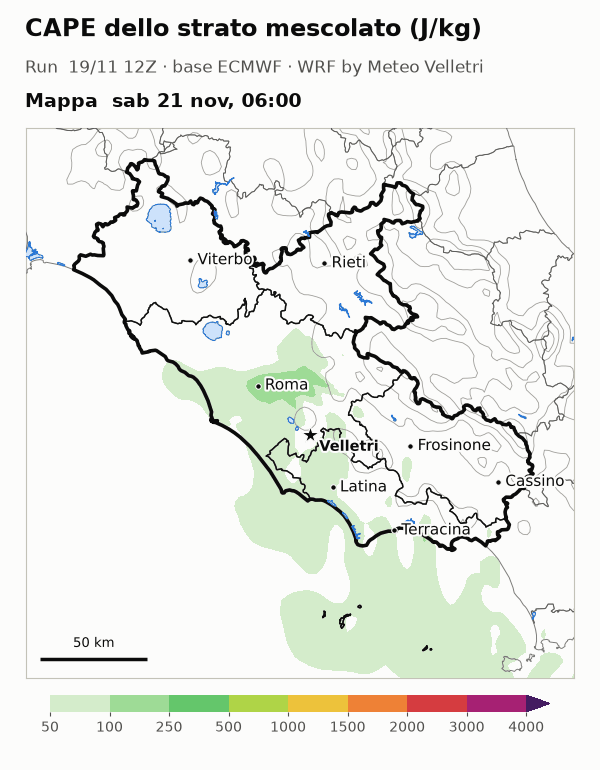 CAPE dello strato mescolato (J/kg)
Run 19/11 12Z · base ECMWF · WRF by Meteo Velletri
Mappa sab 21 nov, 06:00
Viterbo
Rieti
Roma
Velletri
Frosinone
Latina
Cassino
Terracina
50 km
50 100 250 500 1000 1500 2000 3000 4000